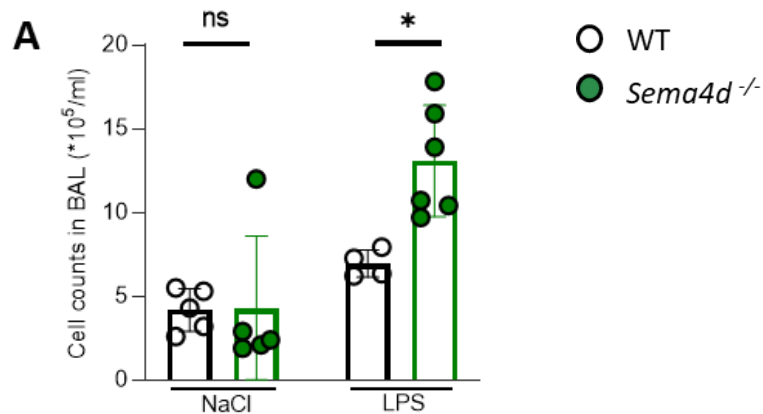 A
ns
*
WT
Sema4d -/-
Cell counts in BAL (*10^5/ml)
20
15
10
5
0
NaCl
LPS